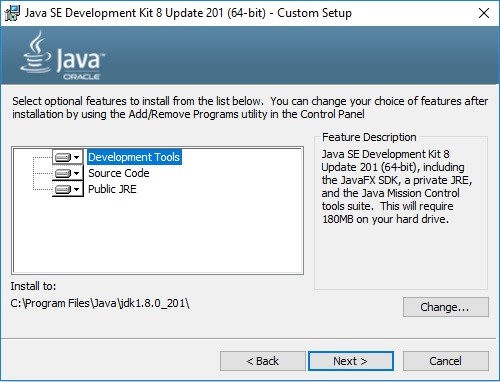 Java SE Development Kit 8 Update 201 (64-bit) - Custom Setup
Java
ORACLE
Select optional features to install from the list below. You can change your choice of features after
installation by using the Add/Remove Programs utility in the Control Panel
Development Tools
Source Code
Public JRE
Feature Description
Java SE Development Kit 8
Update 201 (64-bit), including
the JavaFX SDK, a private JRE,
and the Java Mission Control
tools suite. This will require
180MB on your hard drive.
Install to:
C:\Program Files\Java\jdk1.8.0_201\
Change...
< Back
Next >
Cancel